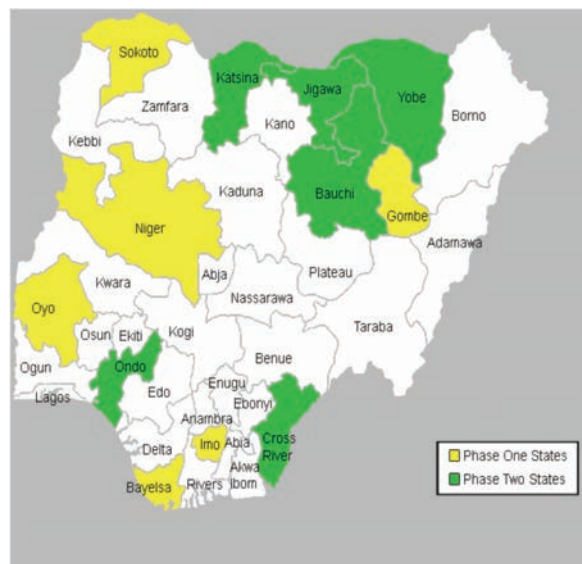 Sokoto
Katsina
Jigawa
Yobe
Zamfara
Kano
Borno
Kebbi
Kaduna
Bauchi
Gombe
Niger
Adamawa
Kwara
Abja
Plateau
Nassarawa
Oyo
Taraba
Osun
Ekiti
Kogi
Ogun
Ondo
Benue
Lagos
Edo
Enugu
Ebonyi
Anambra
Delta
Imo
Abia
Cross
River
Akwa
Ibom
Bayelsa
Rivers
Phase One States
Phase Two States